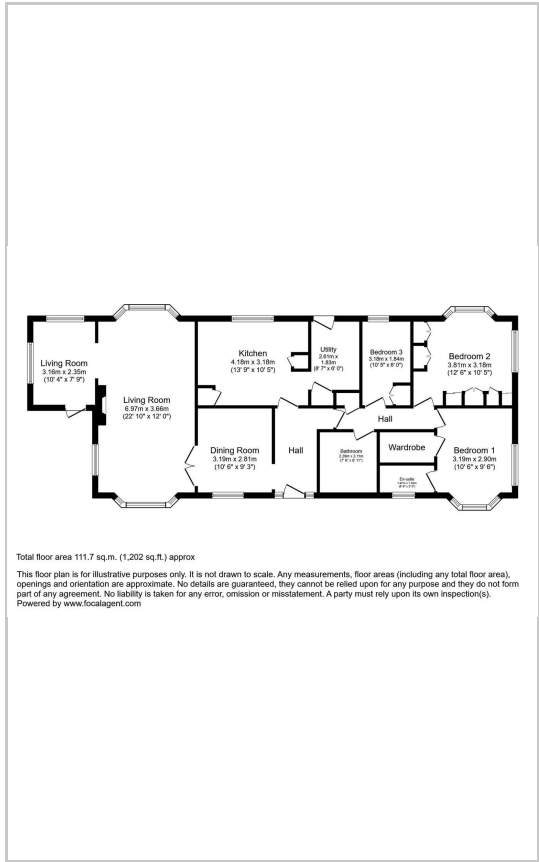 Living Room
3.16m x 2.35m
(10' 4" x 7' 9")
Living Room
6.97m x 3.66m
(22' 10" x 12' 0")
Kitchen
4.18m x 3.18m
(13' 9" x 10' 5")
Utility
2.61m x
1.83m
(8' 7" x 6' 0")
Bedroom 3
3.18m x 1.84m
(10' 5" x 6' 0")
Bedroom 2
3.81m x 3.18m
(12' 6" x 10' 5")
Hall
Dining Room
3.19m x 2.81m
(10' 6" x 9' 3")
Hall
Bathroom
Wardrobe
En-suite
Bedroom 1
3.19m x 2.90m
(10' 6" x 9' 6")
Total floor area 111.7 sq.m. (1,202 sq.ft.) approx
This floor plan is for illustrative purposes only. It is not drawn to scale. Any measurements, floor areas (including any total floor area),
openings and orientation are approximate. No details are guaranteed, they cannot be relied upon for any purpose and they do not form
part of any agreement. No liability is taken for any error, omission or misstatement. A party must rely upon its own inspection(s).
Powered by www.focalagent.com